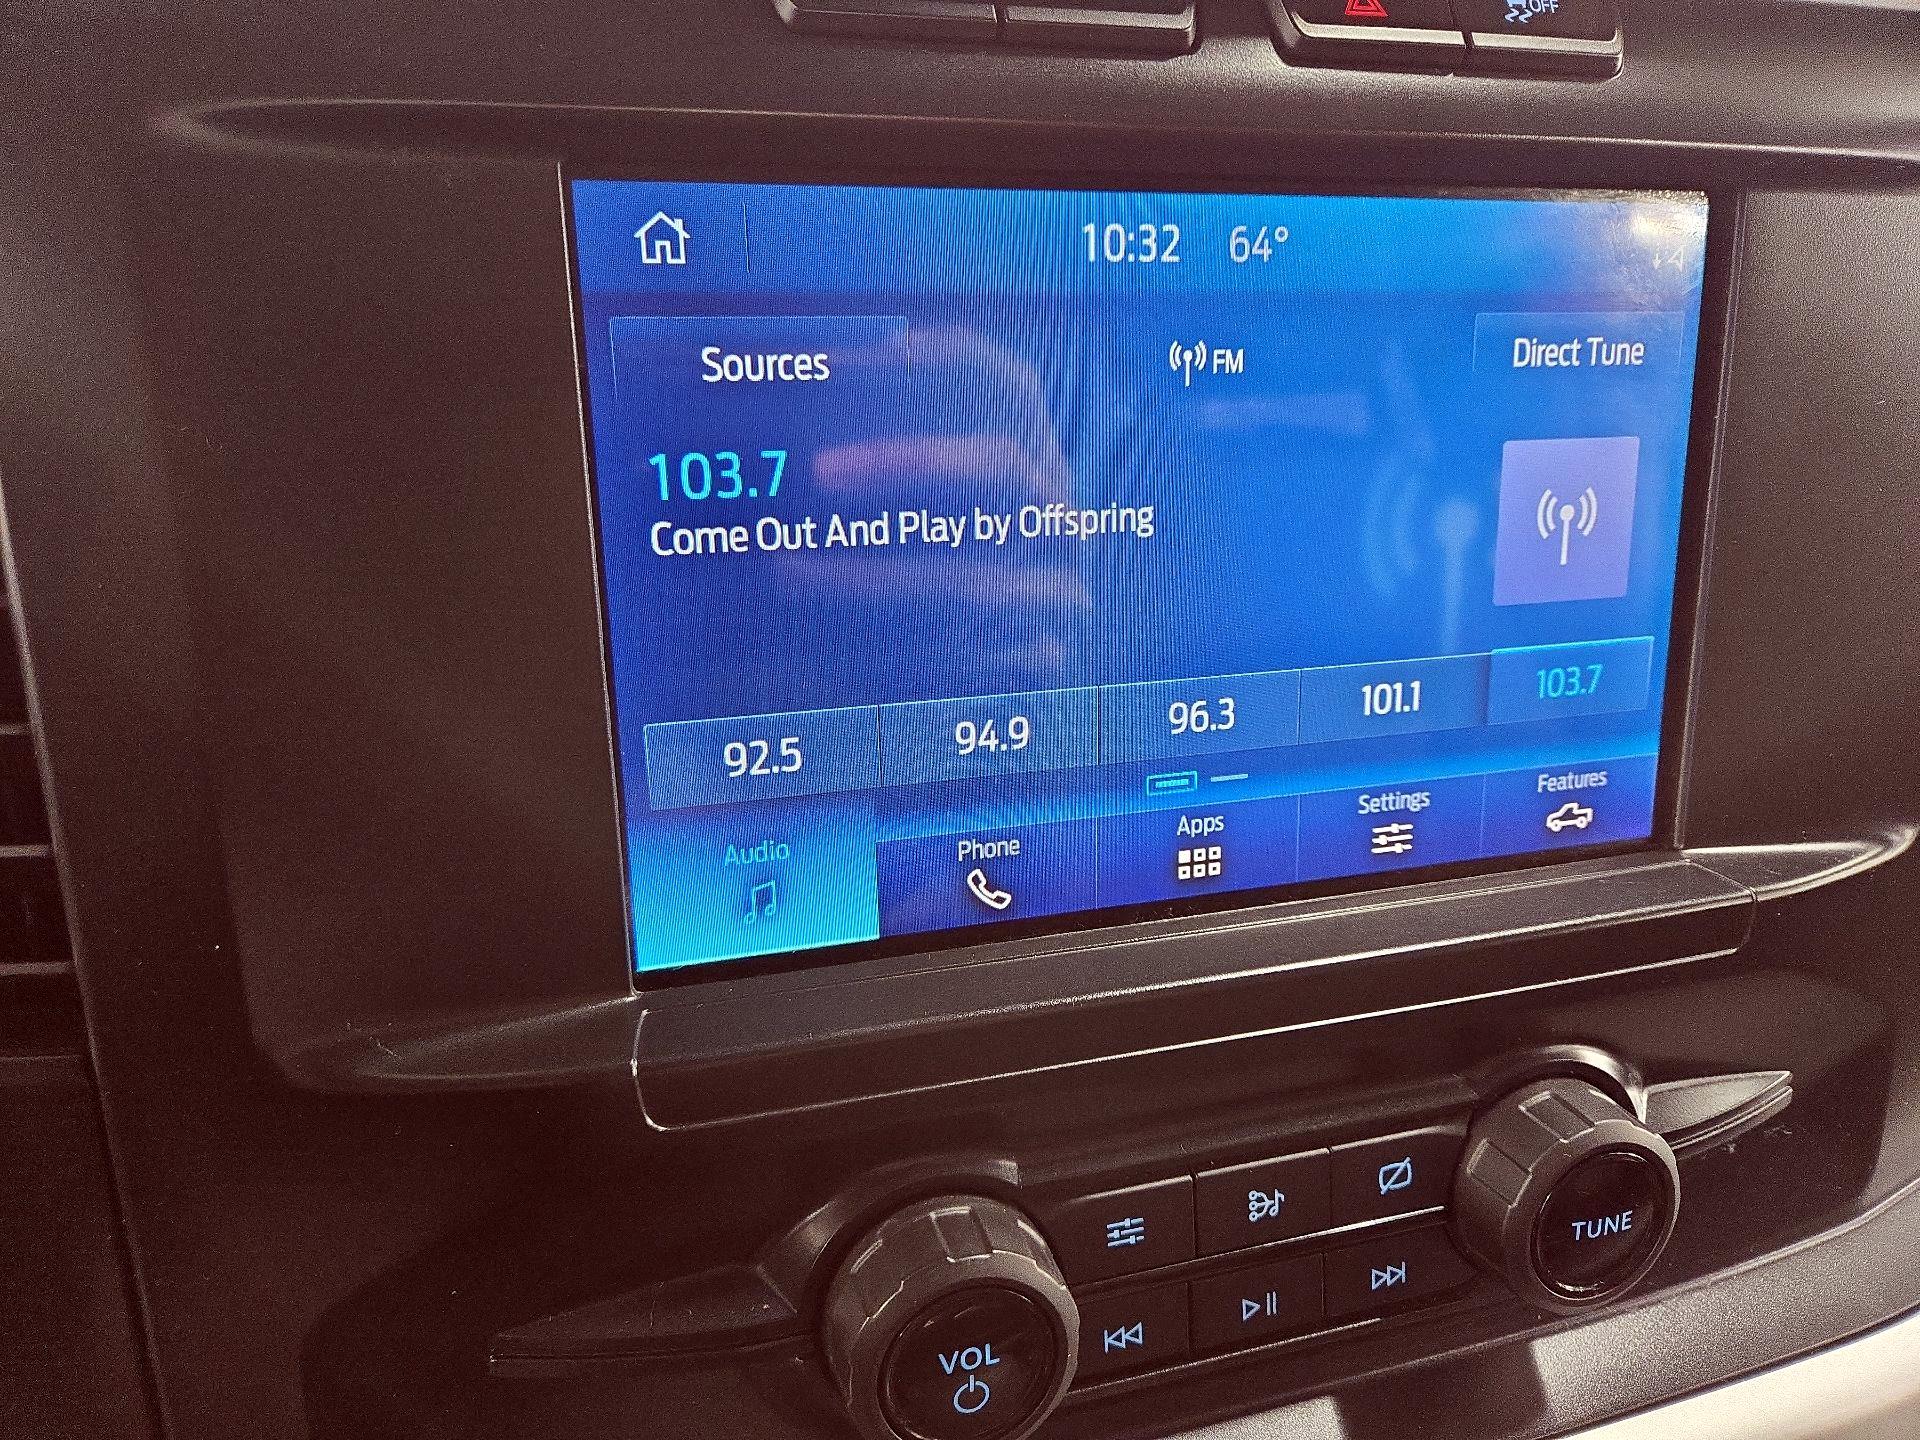 OFF
10:32 64°
Sources FM Direct Tune
103.7
Come Out And Play by Offspring
92.5 94.9 96.3 101.1 103.7
Audio Phone Apps Settings Features
TUNE
VOL